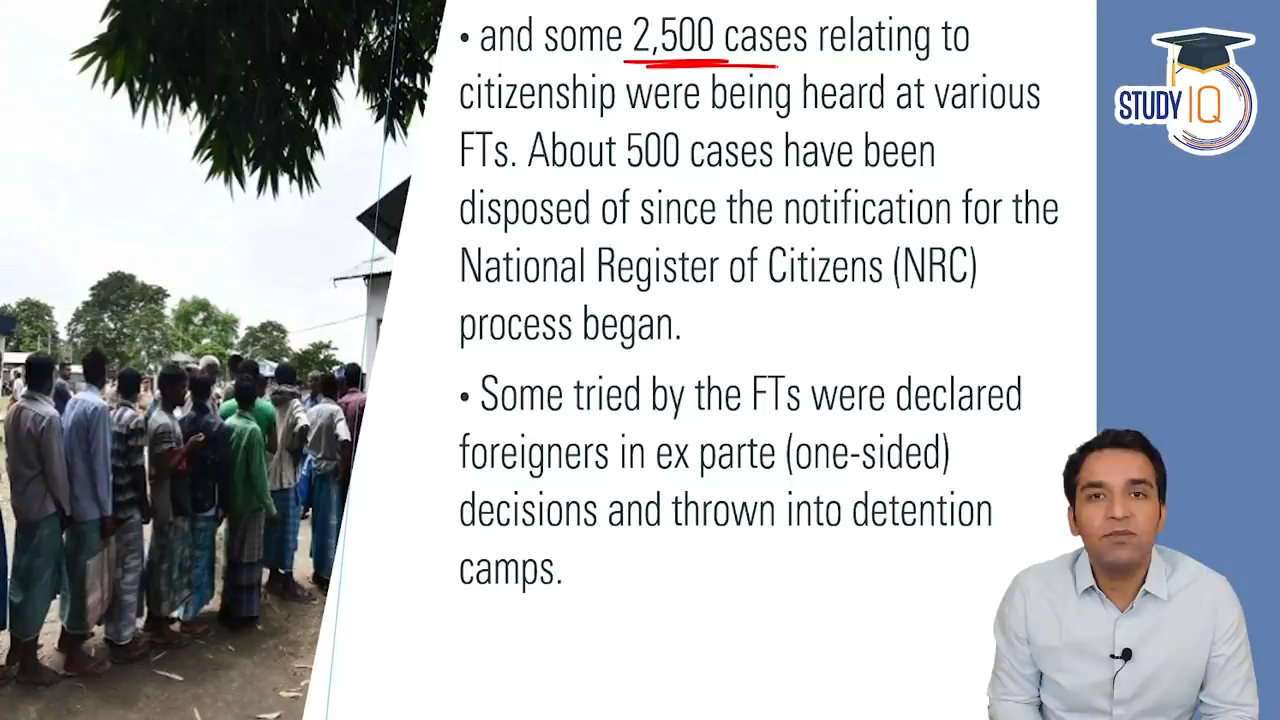 • and some 2,500 cases relating to
citizenship were being heard at various
FTs. About 500 cases have been
disposed of since the notification for the
National Register of Citizens (NRC)
process began.
• Some tried by the FTs were declared
foreigners in ex parte (one-sided)
decisions and thrown into detention
camps.
STUDY IQ